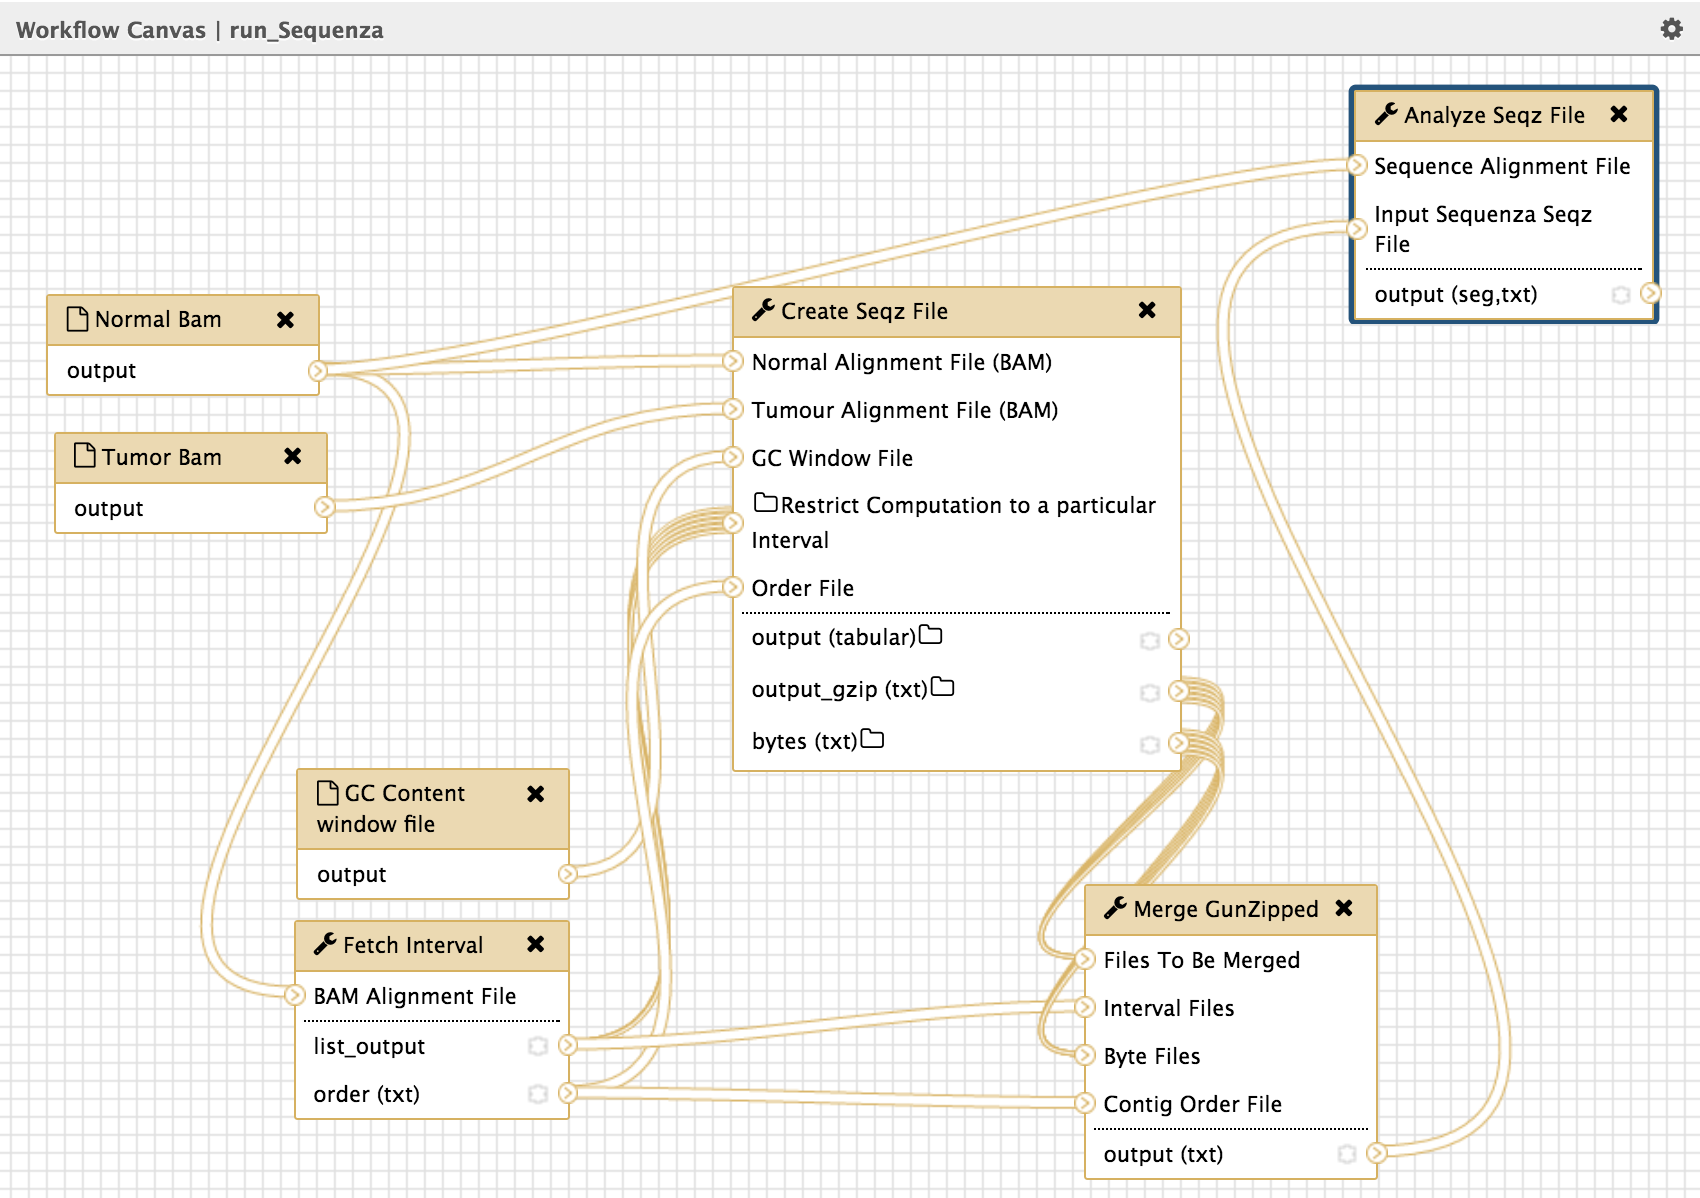 Workflow Canvas | run_Sequenza
Analyze Seqz File
Sequence Alignment File
Input Sequenza Seqz
File
output (seg,txt)
Normal Bam
output
Tumor Bam
output
Create Seqz File
Normal Alignment File (BAM)
Tumour Alignment File (BAM)
GC Window File
Restrict Computation to a particular
Interval
Order File
output (tabular)
output_gzip (txt)
bytes (txt)
GC Content
window file
output
Fetch Interval
BAM Alignment File
list_output
order (txt)
Merge GunZipped
Files To Be Merged
Interval Files
Byte Files
Contig Order File
output (txt)